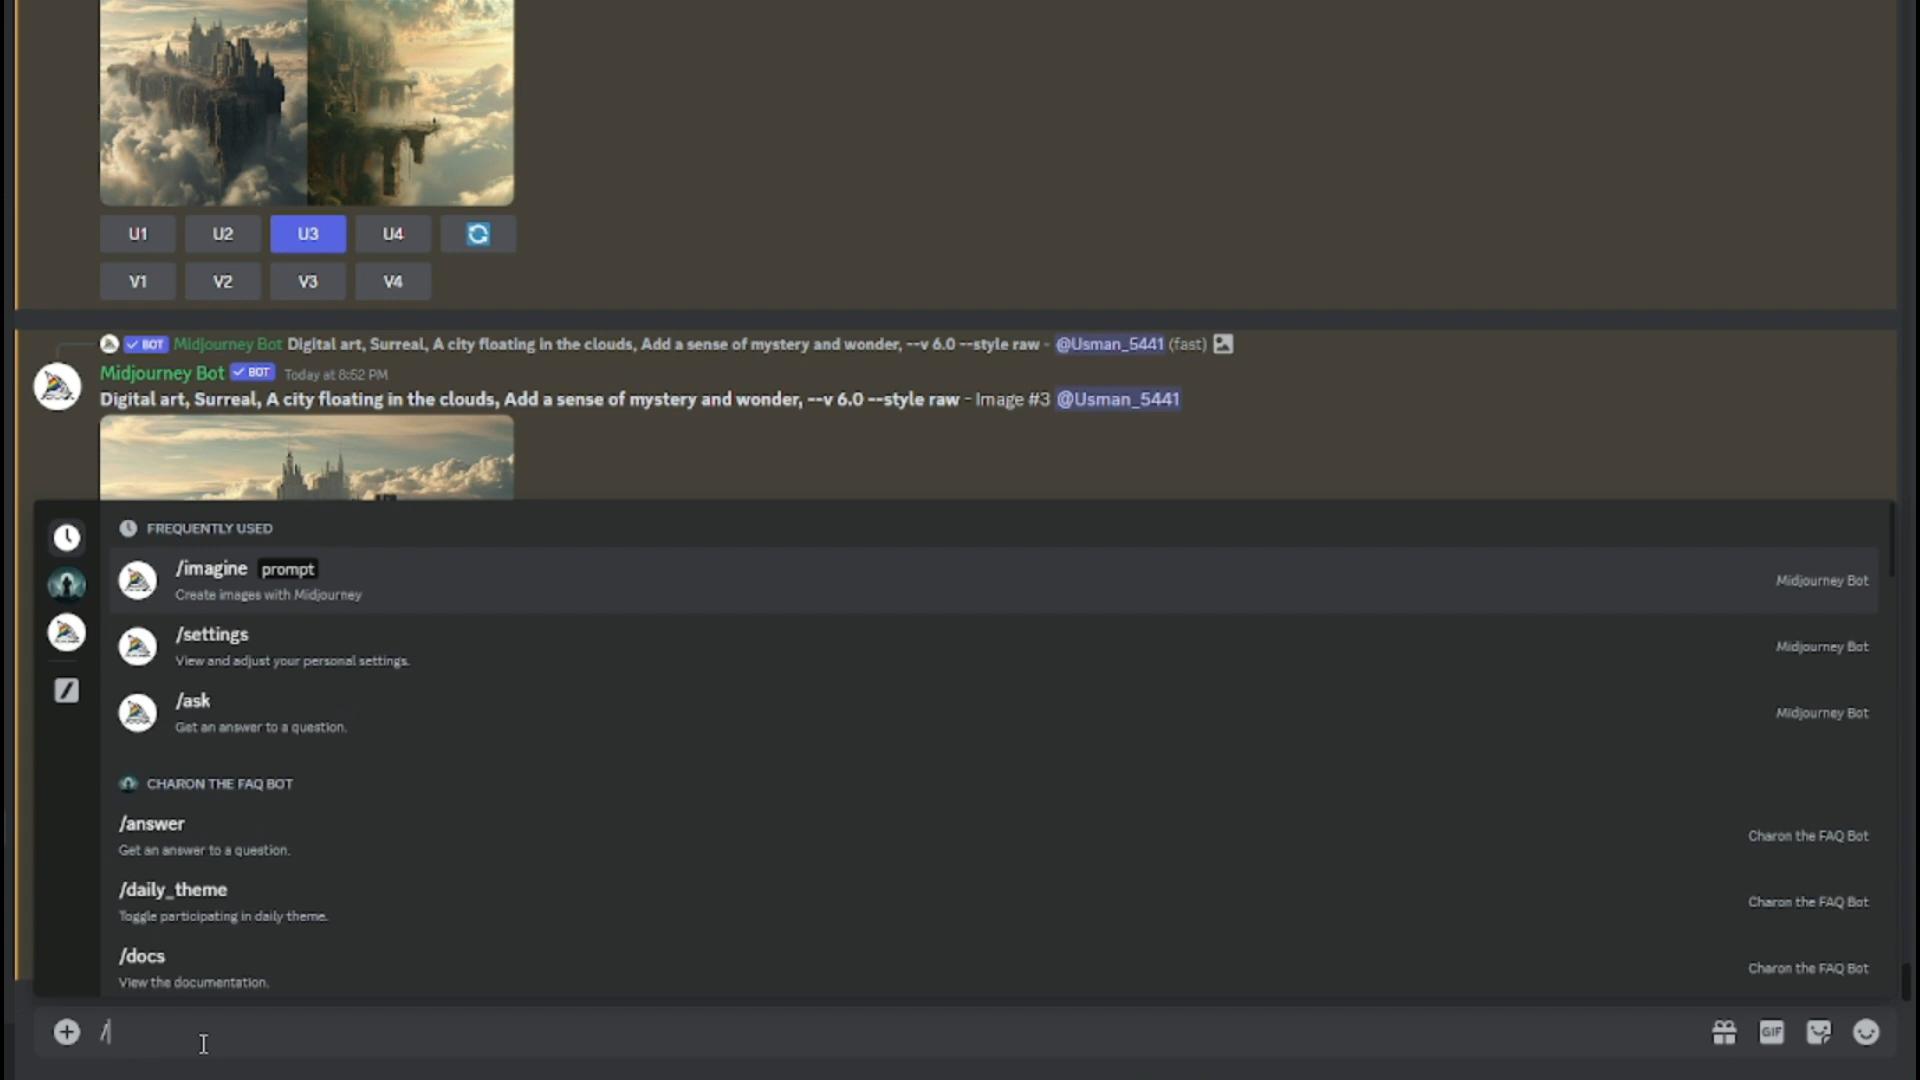 U1 U2 U3 U4
V1 V2 V3 V4
BOT Midjourney Bot Digital art, Surreal, A city floating in the clouds, Add a sense of mystery and wonder, --v 6.0 --style raw - @Usman_5441 (fast)
Midjourney Bot BOT Today at 8:52 PM
Digital art, Surreal, A city floating in the clouds, Add a sense of mystery and wonder, --v 6.0 --style raw - Image #3 @Usman_5441
FREQUENTLY USED
/imagine prompt
Create images with Midjourney
Midjourney Bot
/settings
View and adjust your personal settings.
Midjourney Bot
/ask
Get an answer to a question.
Midjourney Bot
CHARON THE FAQ BOT
/answer
Get an answer to a question.
Charon the FAQ Bot
/daily_theme
Toggle participating in daily theme.
Charon the FAQ Bot
/docs
View the documentation.
Charon the FAQ Bot
/
GIF